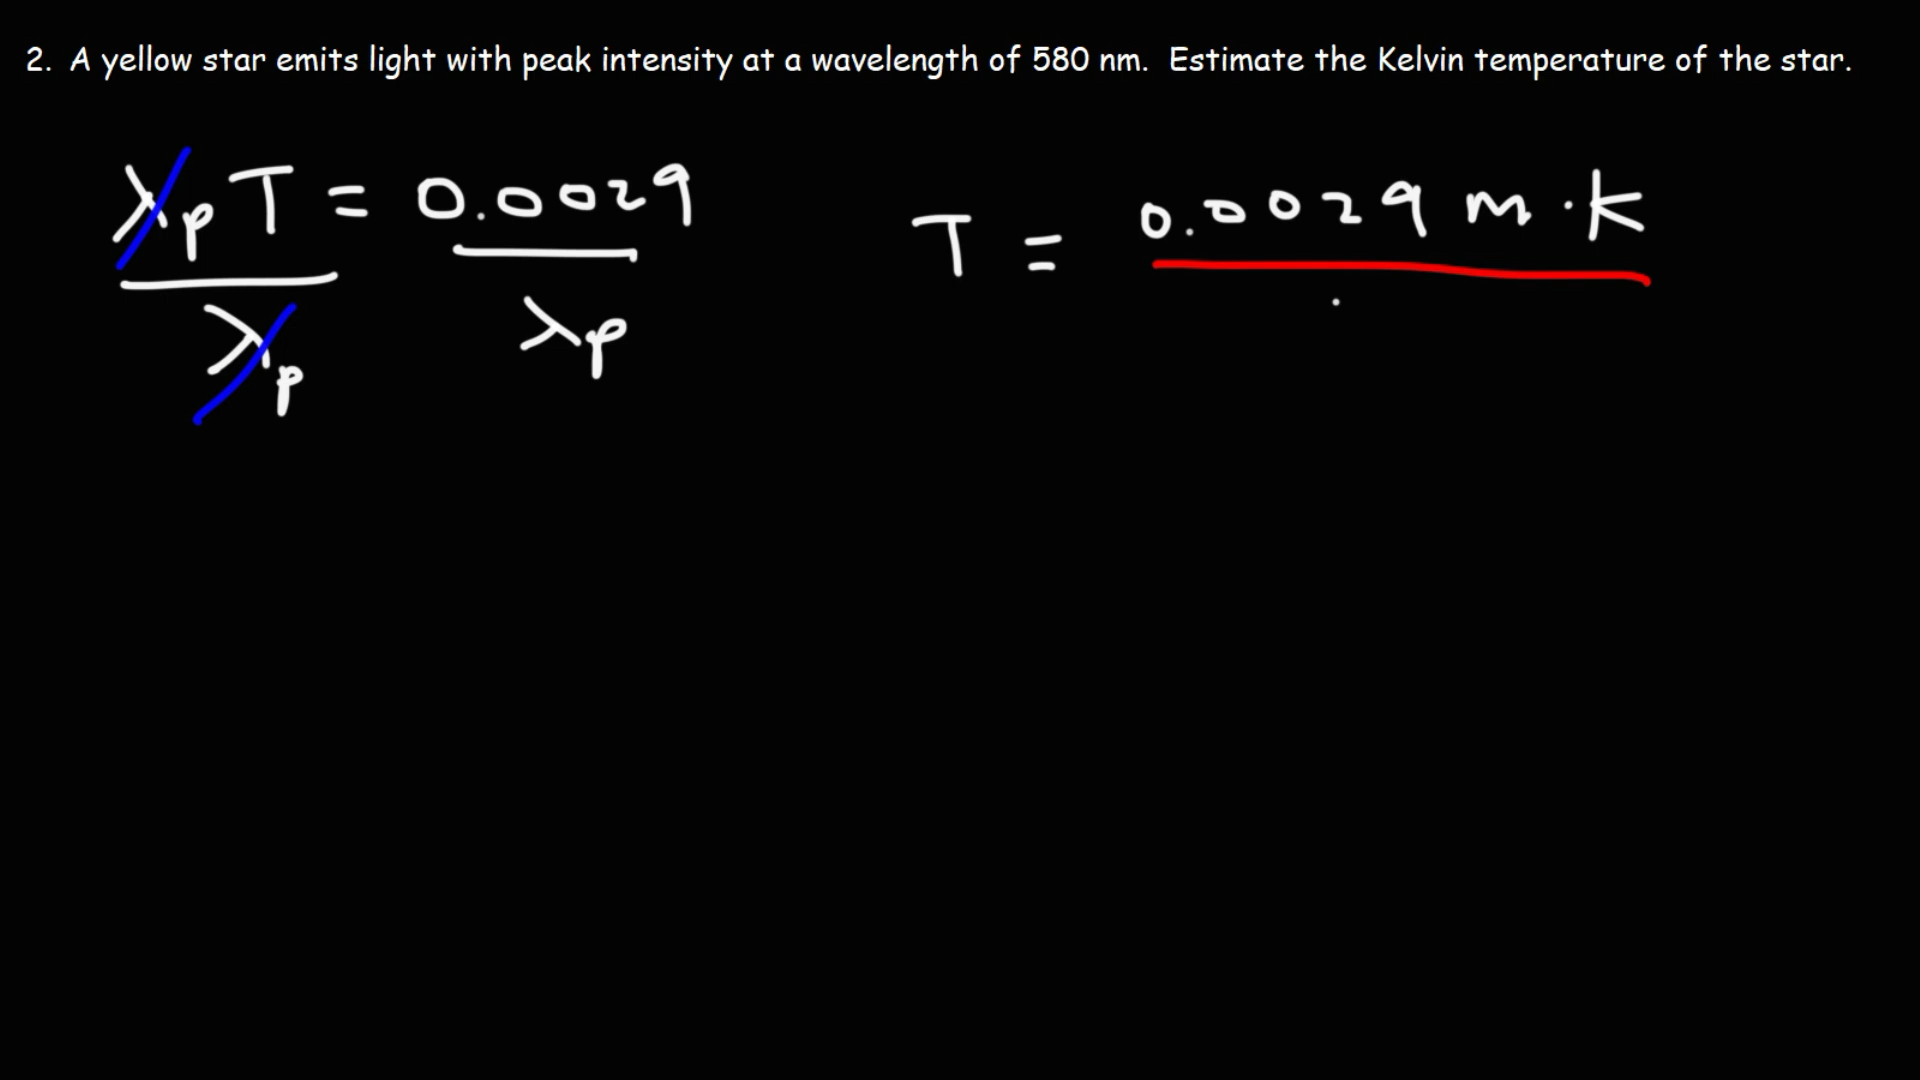 2. A yellow star emits light with peak intensity at a wavelength of 580 nm. Estimate the Kelvin temperature of the star.
λp T = 0.0029
λp λp
T = 0.0029 m·K